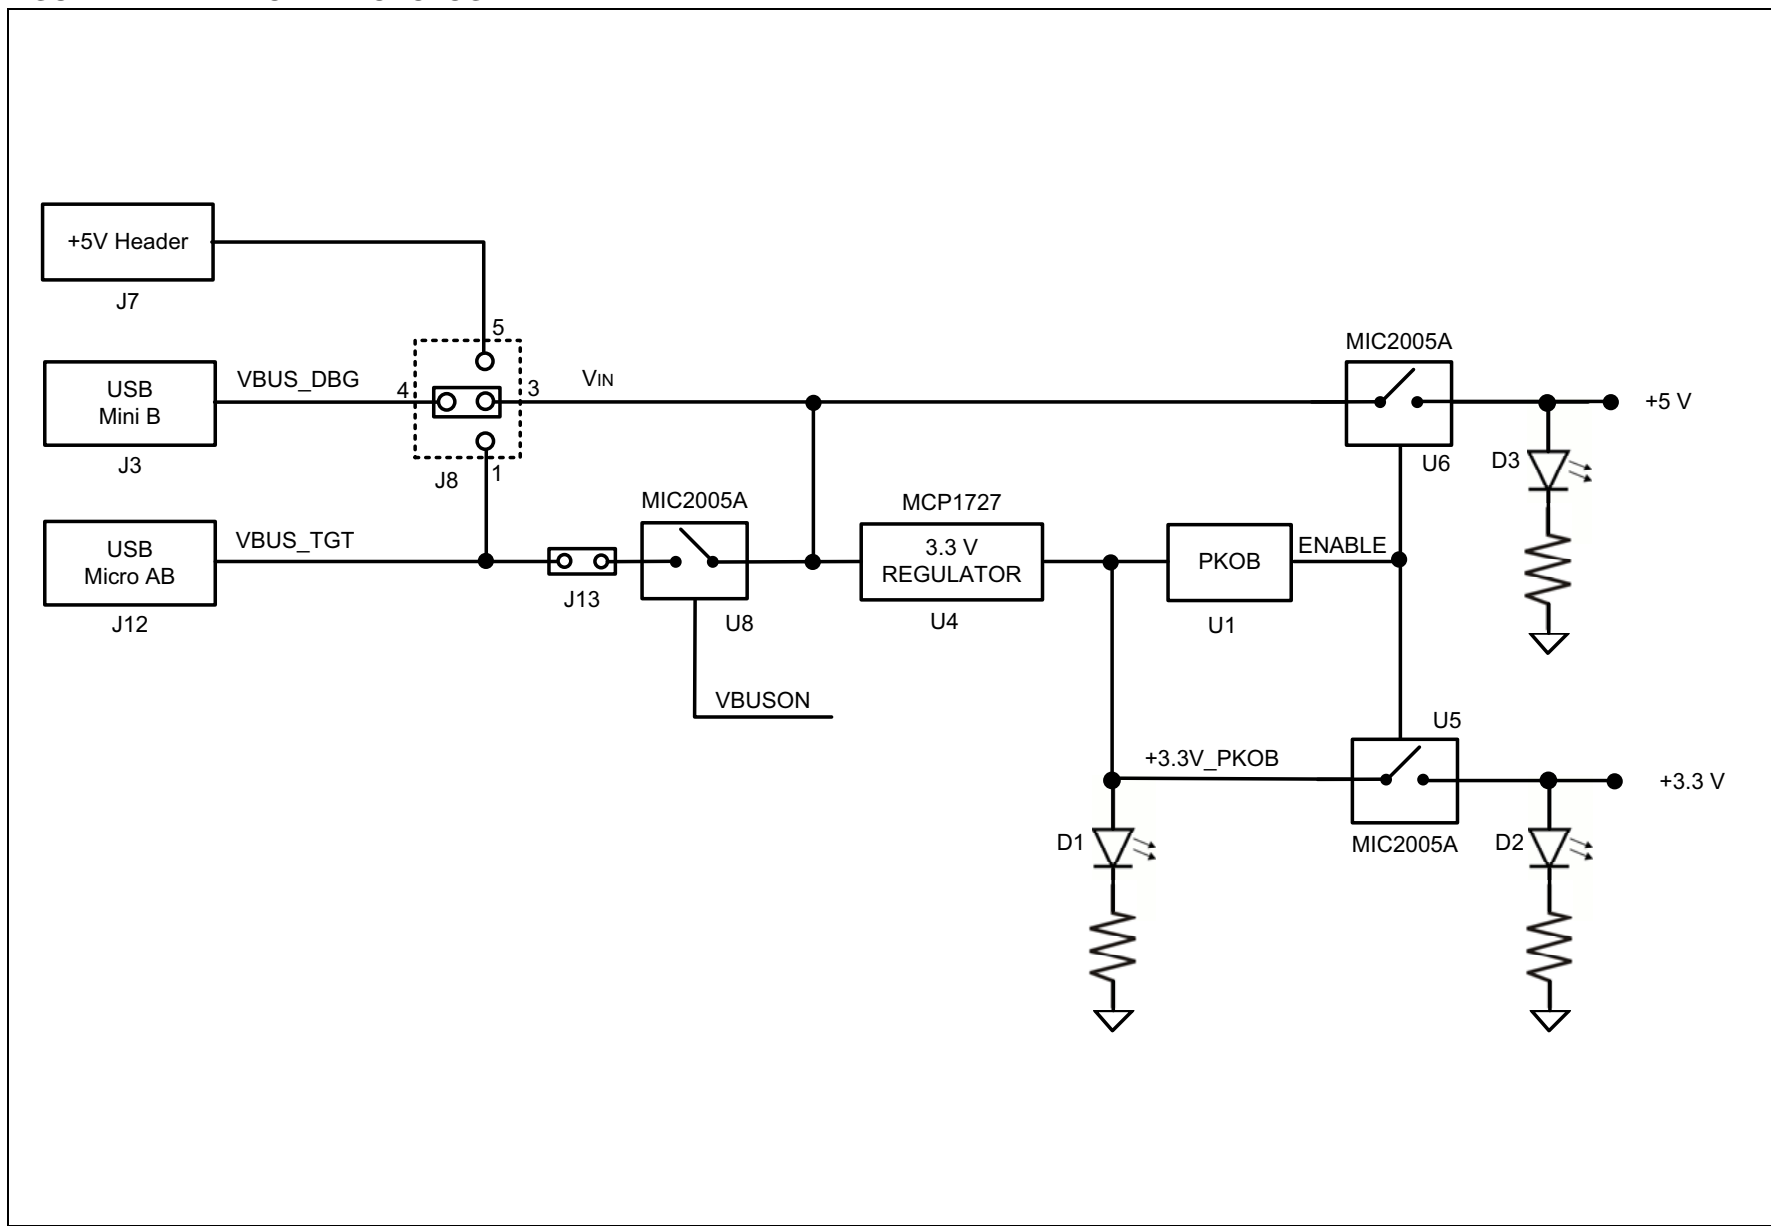 +5V Header
J7
5
MIC2005A
USB
Mini B
VBUS_DBG
4
3
VIN
+5 V
J3
J8
1
U6
D3
MIC2005A
MCP1727
USB
Micro AB
VBUS_TGT
3.3 V
REGULATOR
PKOB
ENABLE
J13
J12
U8
U4
U1
VBUSON
U5
+3.3V_PKOB
+3.3 V
D1
MIC2005A
D2